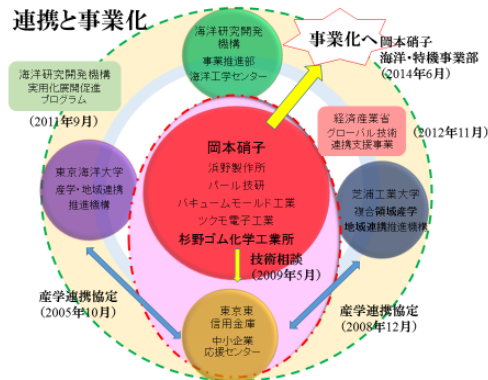 連携と事業化
海洋研究開発
機構
事業推進部
海洋工学センター
事業化へ
岡本硝子
海洋・特機事業部
(2014年6月)
海洋研究開発機構
実用化展開促進
プログラム
(2011年9月)
経済産業省
グローバル技術
連携支援事業
(2012年11月)
岡本硝子
浜野製作所
パール技研
バキュームモールド工業
ツクモ電子工業
杉野ゴム化学工業所
東京海洋大学
産学・地域連携
推進機構
芝浦工業大学
複合領域産学
地域連携推進機構
技術相談
(2009年5月)
産学連携協定
(2005年10月)
東京東
信用金庫
中小企業
応援センター
産学連携協定
(2008年12月)